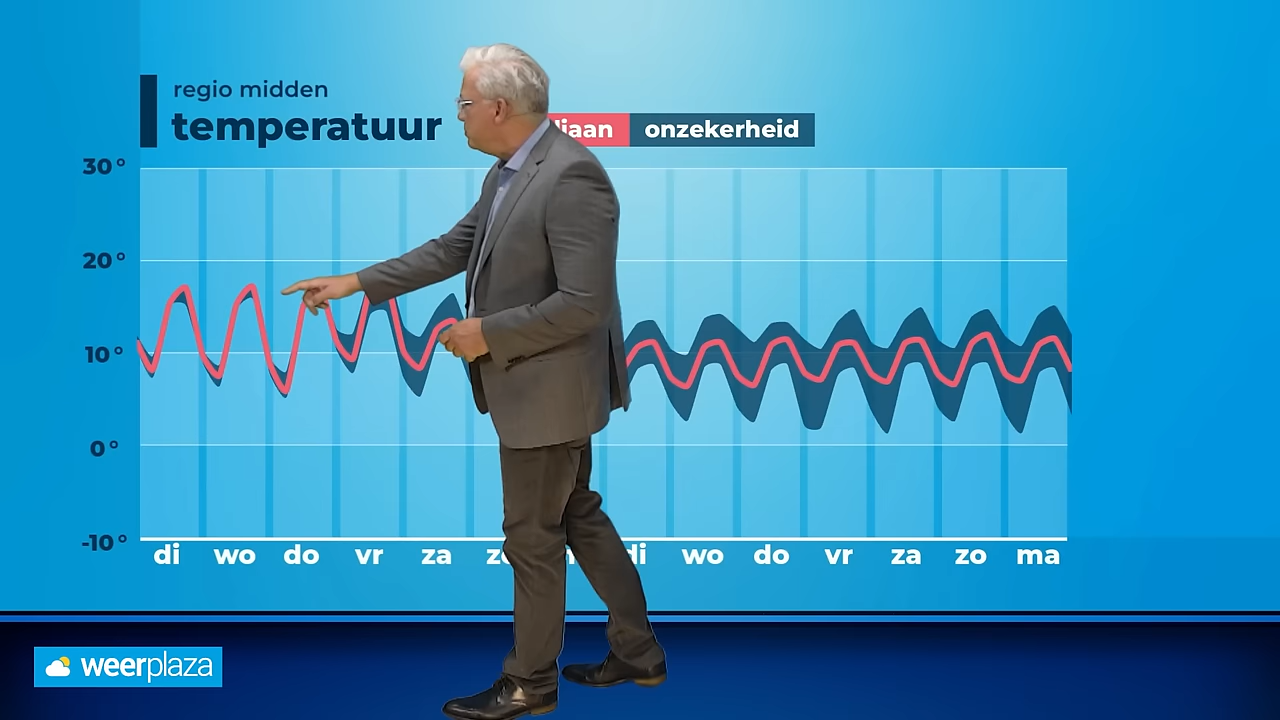 regio midden
temperatuur
onzekerheid
30°
20°
10°
0°
-10°
di wo do vr za di wo do vr za zo ma
weerplaza